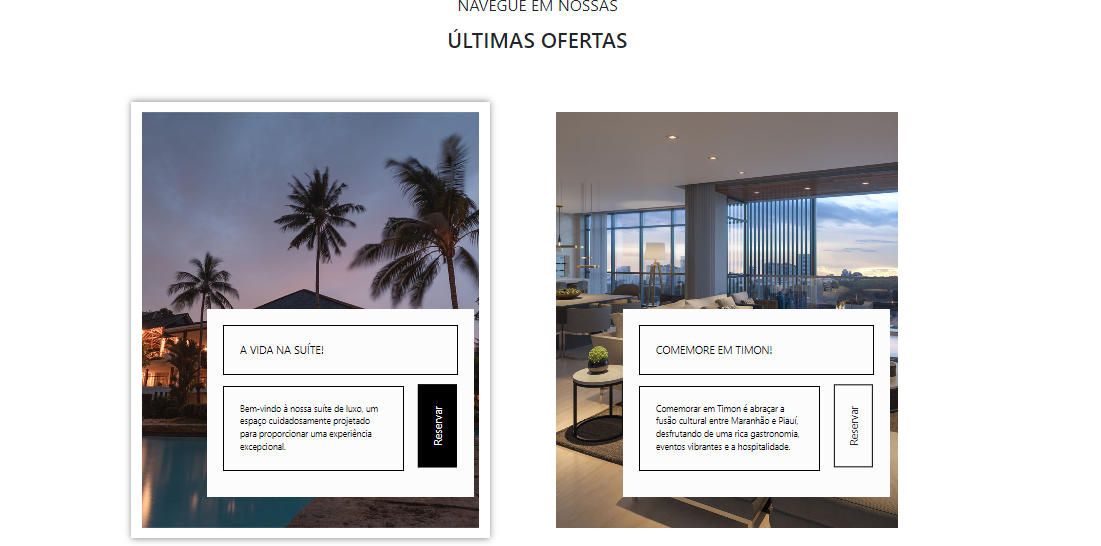 NAVEGUE EM NOSSAS
ÚLTIMAS OFERTAS
A VIDA NA SUÍTE!
Bem-vindo à nossa suíte de luxo, um
espaço cuidadosamente projetado
para proporcionar uma experiência
excepcional.
Reservar
COMEMORE EM TIMON!
Comemorar em Timon é abraçar a
fusão cultural entre Maranhão e Piauí,
desfrutando de uma rica gastronomia,
eventos vibrantes e a hospitalidade.
Reservar